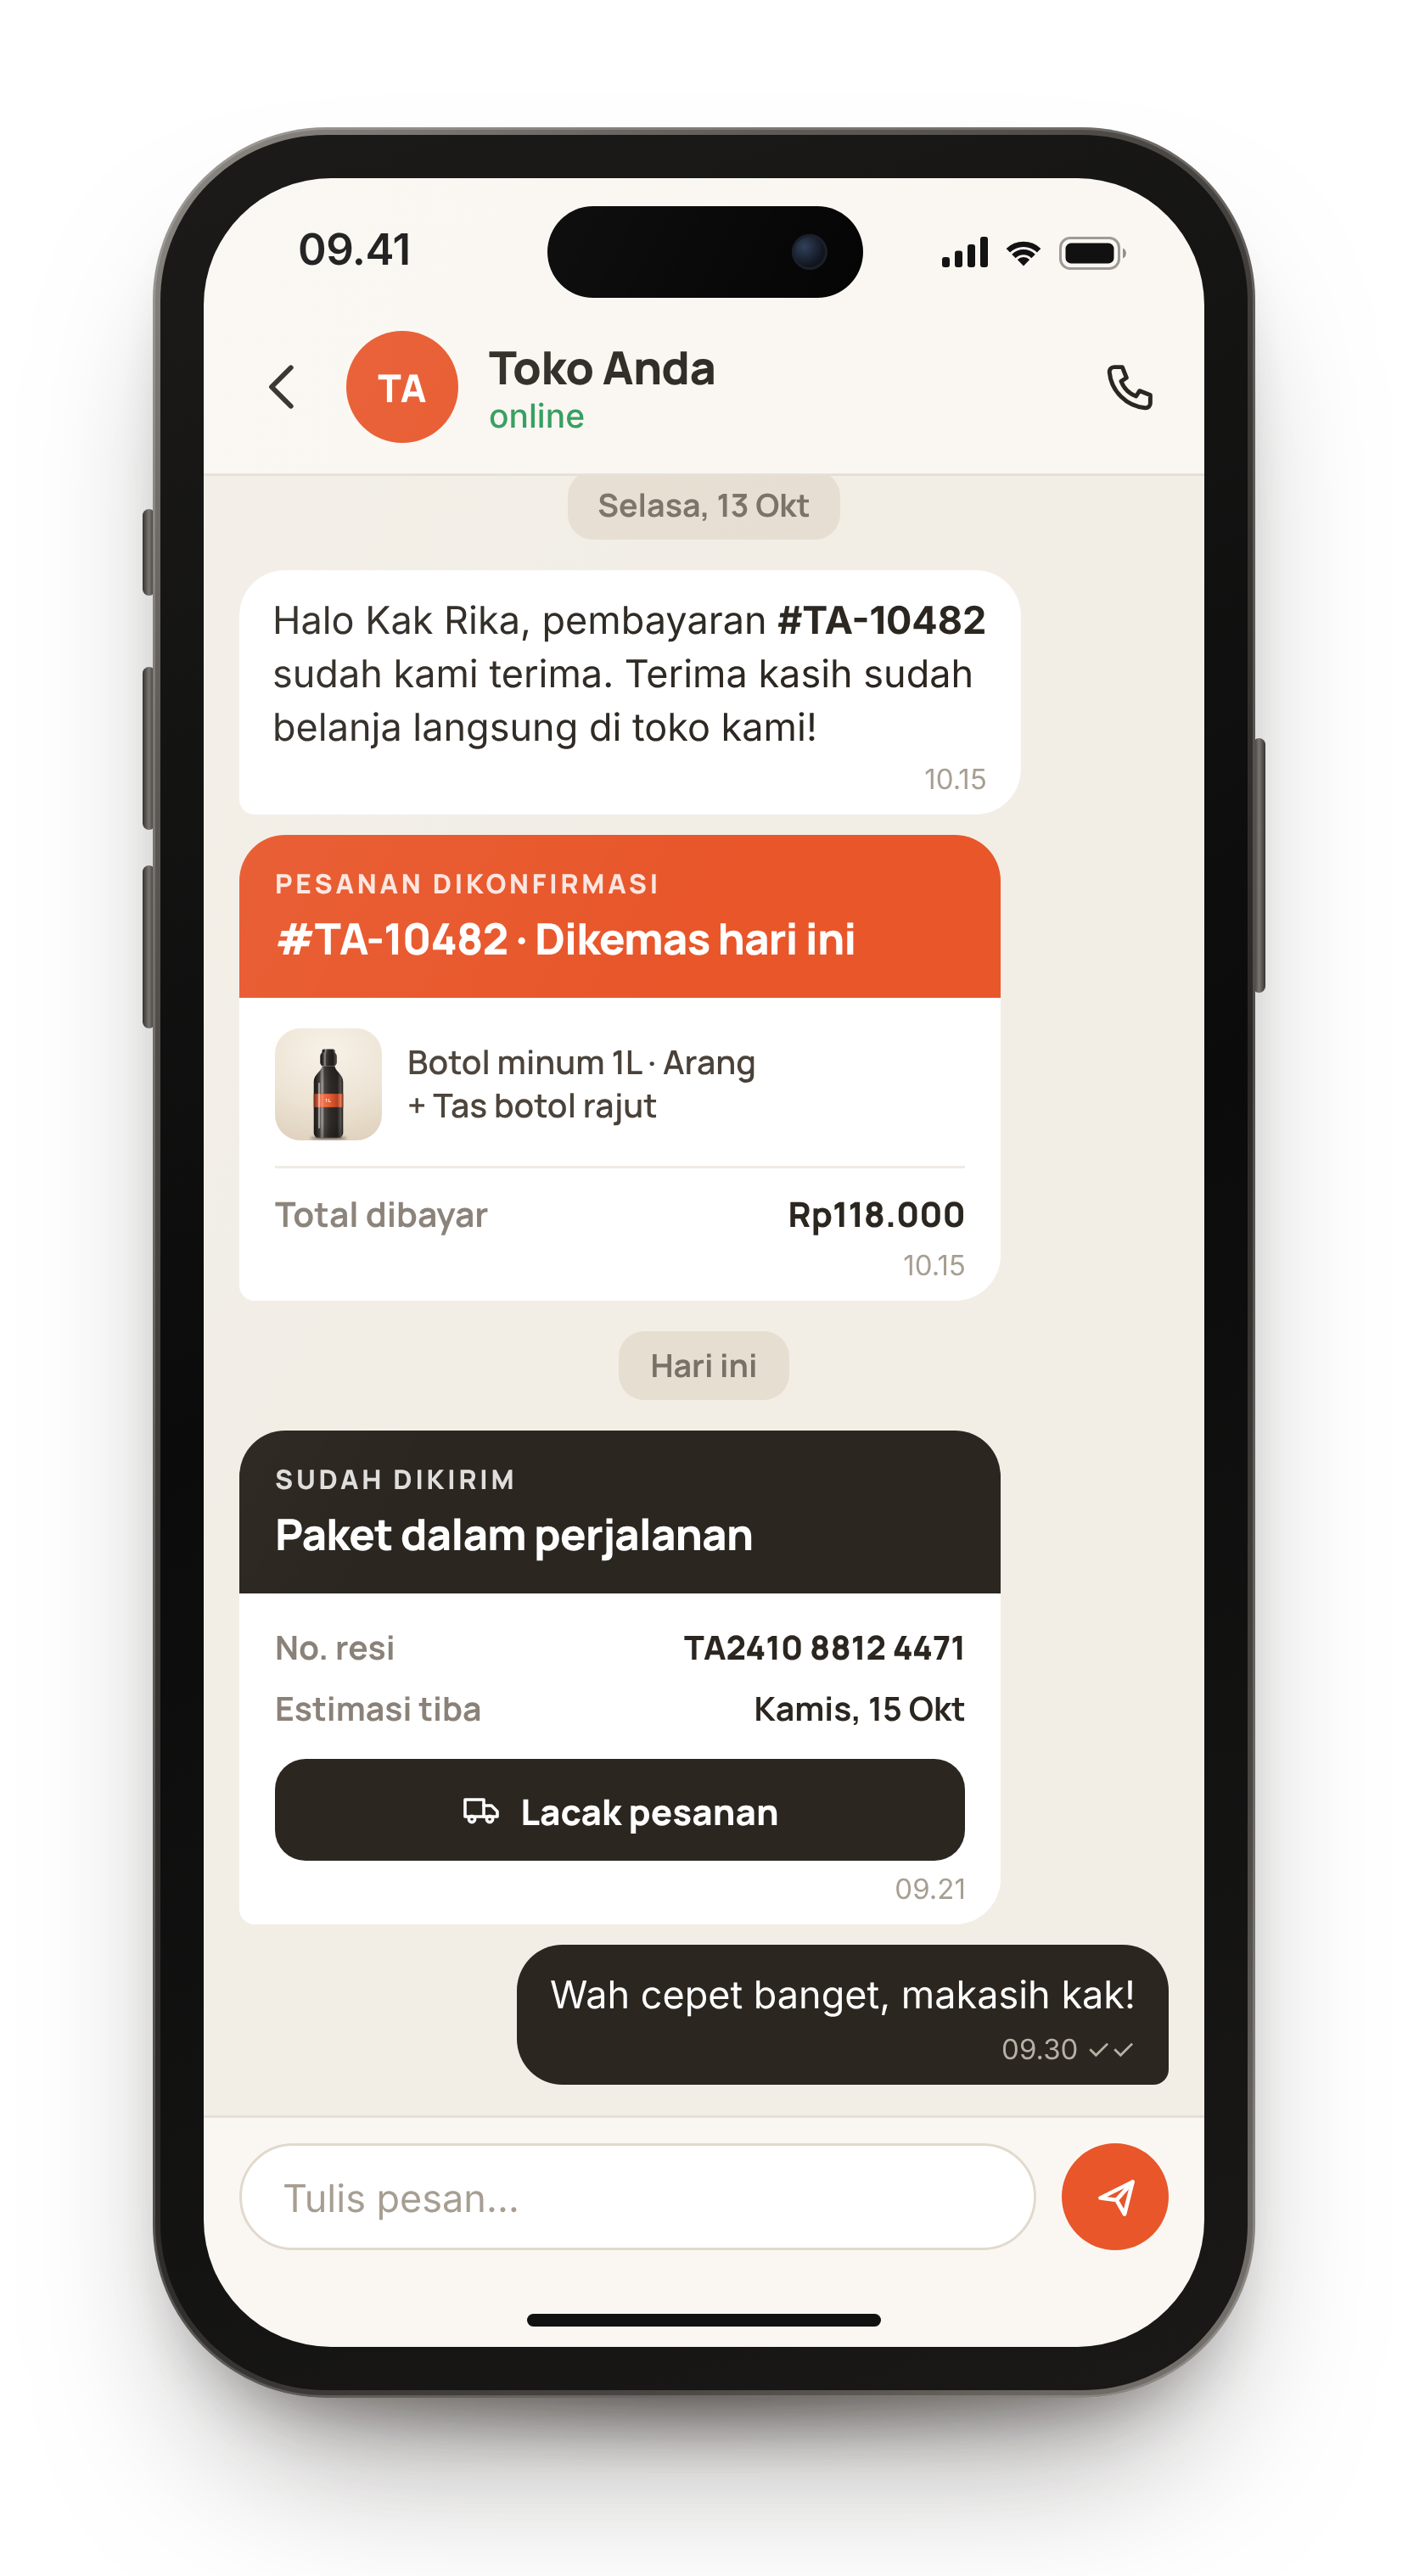 09.41
TA
Toko Anda
online
Selasa, 13 Okt
Halo Kak Rika, pembayaran #TA-10482
sudah kami terima. Terima kasih sudah
belanja langsung di toko kami!
10.15
PESANAN DIKONFIRMASI
#TA-10482 · Dikemas hari ini
1L
Botol minum 1L · Arang
+ Tas botol rajut
Total dibayar Rp118.000
10.15
Hari ini
SUDAH DIKIRIM
Paket dalam perjalanan
No. resi TA2410 8812 4471
Estimasi tiba Kamis, 15 Okt
Lacak pesanan
09.21
Wah cepet banget, makasih kak!
09.30
Tulis pesan...